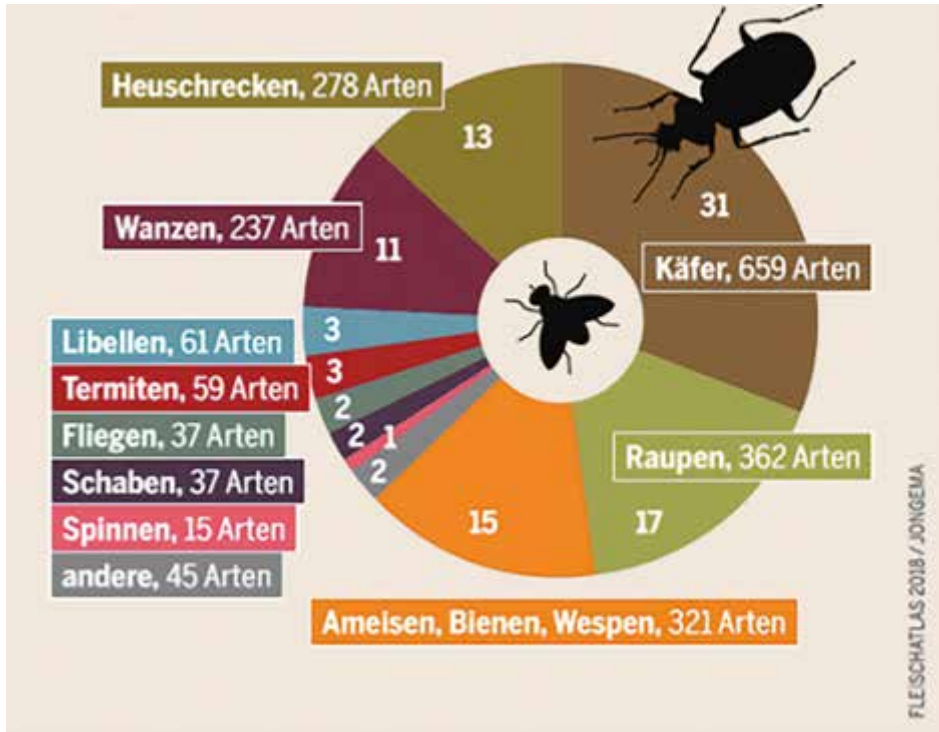 Heuschrecken, 278 Arten
13
31
Wanzen, 237 Arten
11
Käfer, 659 Arten
Libellen, 61 Arten
3
Termiten, 59 Arten
3
Fliegen, 37 Arten
2
Schaben, 37 Arten
2
Spinnen, 15 Arten
1
andere, 45 Arten
2
Raupen, 362 Arten
17
15
Ameisen, Bienen, Wespen, 321 Arten
FLEISCHATLAS 2018 / JONGEMA